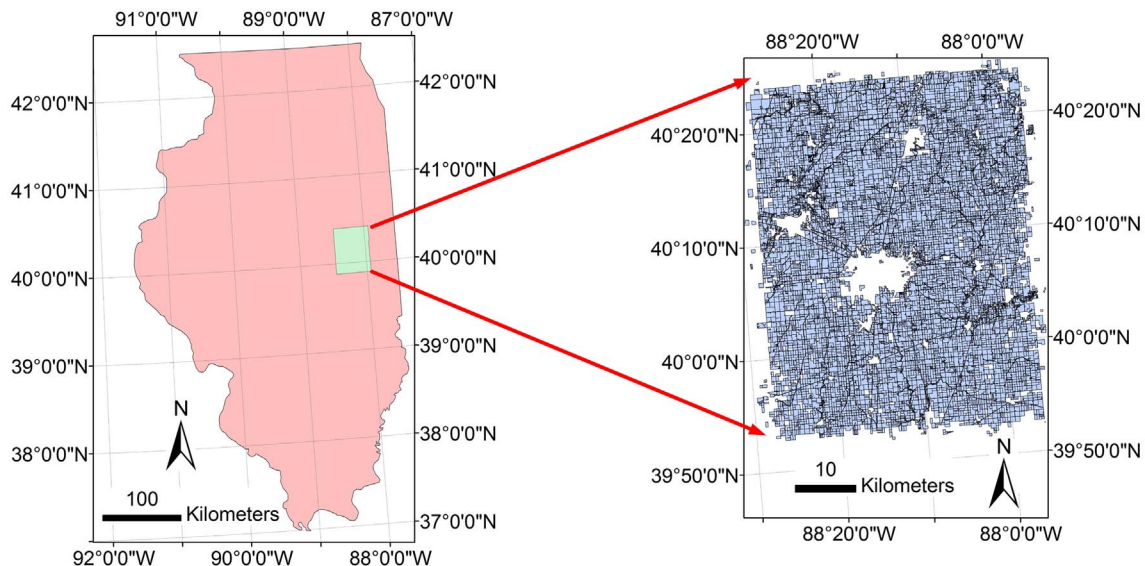 91°0'0"W 89°0'0"W 87°0'0"W
42°0'0"N
42°0'0"N
41°0'0"N
41°0'0"N
40°0'0"N
40°0'0"N
39°0'0"N
39°0'0"N
38°0'0"N
38°0'0"N
37°0'0"N
N
100
Kilometers
92°0'0"W 90°0'0"W 88°0'0"W
88°20'0"W 88°0'0"W
40°20'0"N
40°20'0"N
40°10'0"N
40°10'0"N
40°0'0"N
40°0'0"N
39°50'0"N
39°50'0"N
N
10
Kilometers
88°20'0"W 88°0'0"W